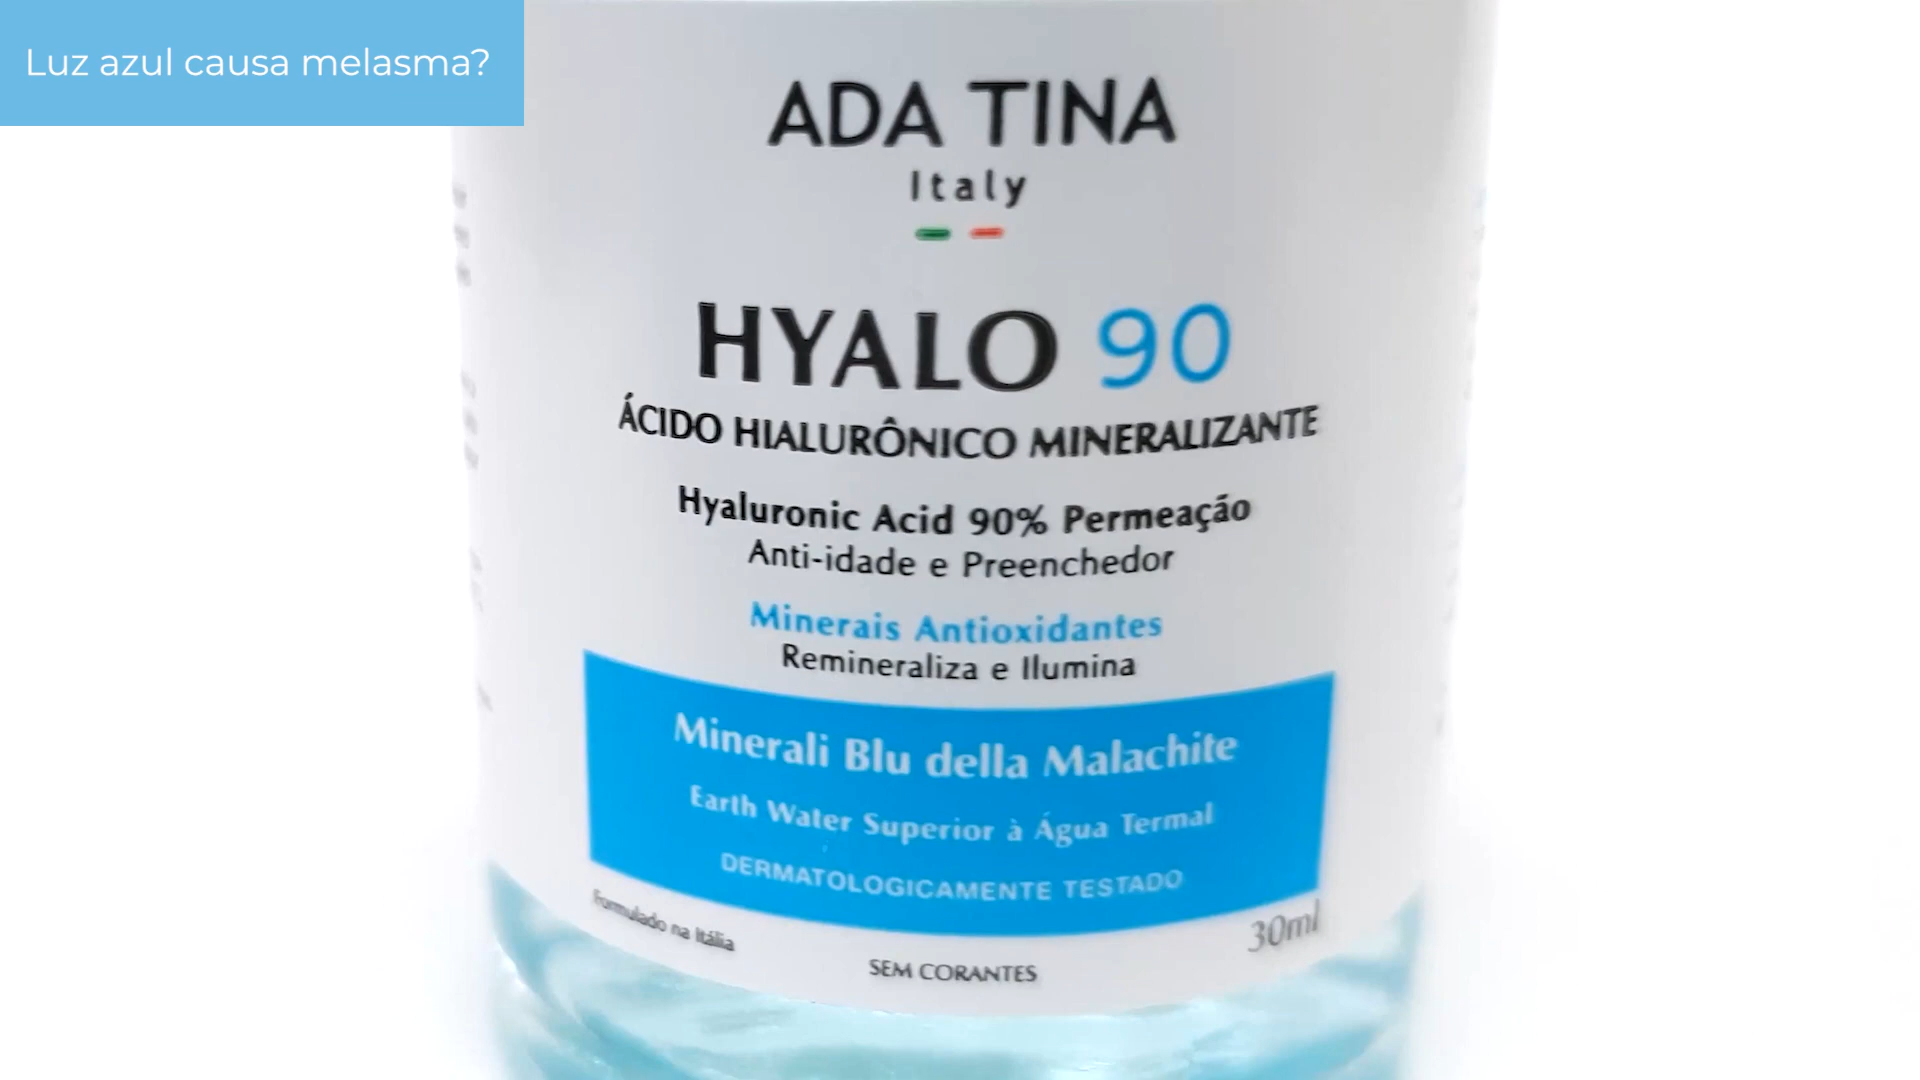 Luz azul causa melasma?
ADA TINA
Italy
HYALO 90
ÁCIDO HIALURÔNICO MINERALIZANTE
Hyaluronic Acid 90% Permeação
Anti-idade e Preenchedor
Minerais Antioxidantes
Remineraliza e Ilumina
Minerali Blu della Malachite
Earth Water Superior à Água Termal
DERMATOLOGICAMENTE TESTADO
Formulado na Itália
30ml
SEM CORANTES